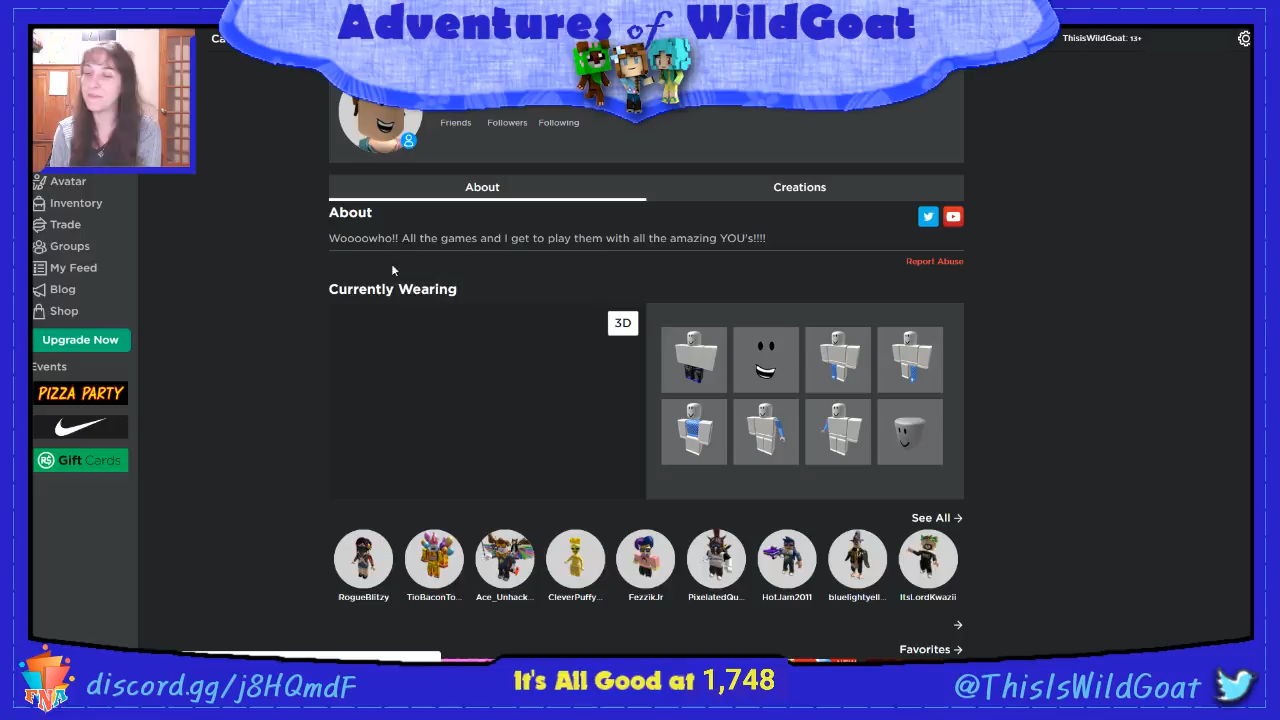 Adventures of WildGoat
Ca
ThisisWildGoat: 13+
Friends Followers Following
About Creations
About
Woooowho!! All the games and I get to play them with all the amazing YOU's!!!!
Report Abuse
Avatar
Inventory
Trade
Groups
My Feed
Blog
Shop
Upgrade Now
Events
PIZZA PARTY
Gift Cards
Currently Wearing
3D
See All →
RogueBlitzy TioBaconTo... Ace_Unhack... CleverPuffy... FezzikJr PixelatedQu... HotJam2011 bluelightyell... ItsLordKwazii
Favorites →
FNA
discord.gg/j8HQmdF
It's All Good at 1,748
@ThisIsWildGoat